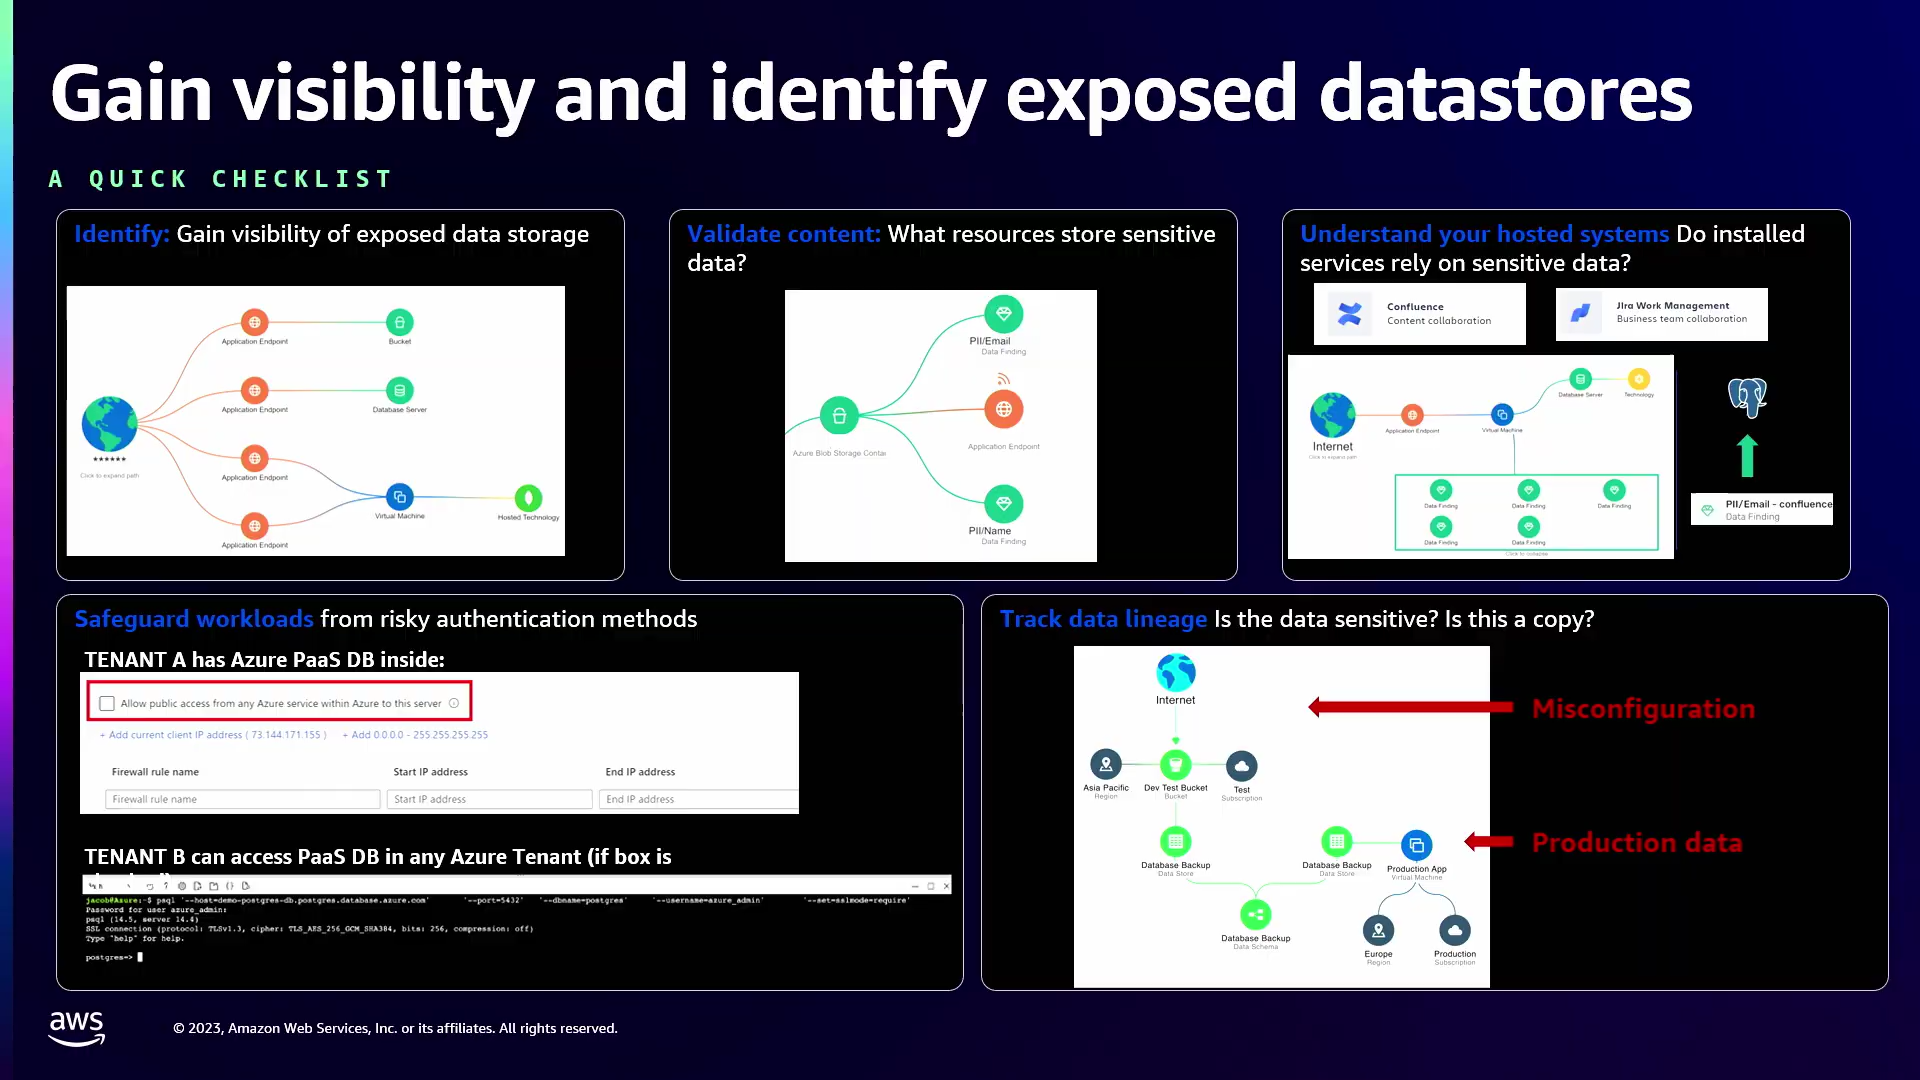 Gain visibility and identify exposed datastores
A QUICK CHECKLIST
Identify: Gain visibility of exposed data storage
Application Endpoint
Bucket
Application Endpoint
Database Server
******
Click to expand path
Application Endpoint
Virtual Machine
Hosted Technology
Application Endpoint
Validate content: What resources store sensitive
data?
PII/Email
Data Finding
Application Endpoint
Azure Blob Storage Contai
PII/Name
Data Finding
Understand your hosted systems Do installed
services rely on sensitive data?
Confluence
Content collaboration
Jira Work Management
Business team collaboration
Database Server
Technology
Application Endpoint
Virtual Machine
Internet
Click to expand path
Data Finding
Data Finding
Data Finding
Data Finding
Data Finding
Click to collapse
PII/Email - confluence
Data Finding
Safeguard workloads from risky authentication methods
TENANT A has Azure PaaS DB inside:
Allow public access from any Azure service within Azure to this server
+ Add current client IP address ( 73.144.171.155 ) + Add 0.0.0.0 - 255.255.255.255
Firewall rule name Start IP address End IP address
Firewall rule name Start IP address End IP address
TENANT B can access PaaS DB in any Azure Tenant (if box is
jacob@Azure:~$ psql '--host=demo-postgres-db.postgres.database.azure.com' '--port=5432' '--dbname=postgres' '--username=azure_admin' '--set=sslmode=require'
Password for user azure_admin:
psql (14.5, server 14.4)
SSL connection (protocol: TLSv1.3, cipher: TLS_AES_256_GCM_SHA384, bits: 256, compression: off)
Type "help" for help.
postgres=>
Track data lineage Is the data sensitive? Is this a copy?
Internet
Misconfiguration
Asia Pacific
Region
Dev Test Bucket
Bucket
Test
Subscription
Database Backup
Data Store
Database Backup
Data Store
Production App
Virtual Machine
Production data
Database Backup
Data Schema
Europe
Region
Production
Subscription
aws
© 2023, Amazon Web Services, Inc. or its affiliates. All rights reserved.